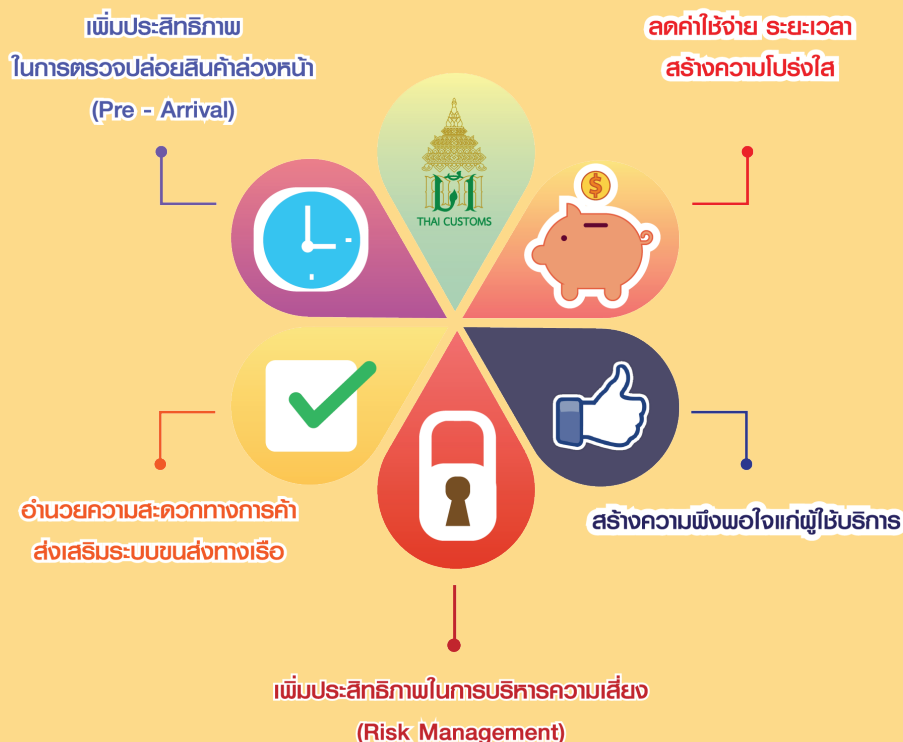 เพิ่มประสิทธิภาพ
ในการตรวจปล่อยสินค้าล่วงหน้า
(Pre - Arrival)
ลดค่าใช้จ่าย ระยะเวลา
สร้างความโปร่งใส
THAI CUSTOMS
$
อำนวยความสะดวกทางการค้า
ส่งเสริมระบบขนส่งทางเรือ
สร้างความพึงพอใจแก่ผู้ใช้บริการ
เพิ่มประสิทธิภาพในการบริหารความเสี่ยง
(Risk Management)